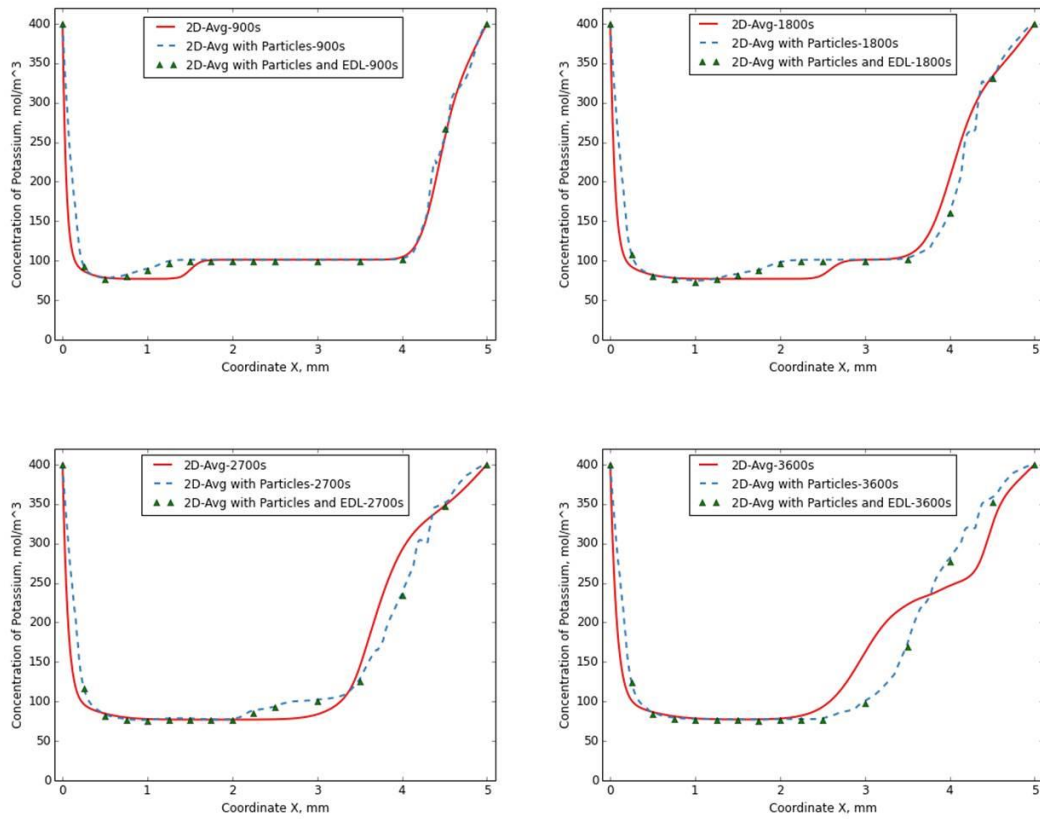 2D-Avg-900s
2D-Avg with Particles-900s
2D-Avg with Particles and EDL-900s
Concentration of Potassium, mol/m^3
400
350
300
250
200
150
100
50
0
0 1 2 3 4 5
Coordinate X, mm
2D-Avg-1800s
2D-Avg with Particles-1800s
2D-Avg with Particles and EDL-1800s
Concentration of Potassium, mol/m^3
400
350
300
250
200
150
100
50
0
0 1 2 3 4 5
Coordinate X, mm
2D-Avg-2700s
2D-Avg with Particles-2700s
2D-Avg with Particles and EDL-2700s
Concentration of Potassium, mol/m^3
400
350
300
250
200
150
100
50
0
0 1 2 3 4 5
Coordinate X, mm
2D-Avg-3600s
2D-Avg with Particles-3600s
2D-Avg with Particles and EDL-3600s
Concentration of Potassium, mol/m^3
400
350
300
250
200
150
100
50
0
0 1 2 3 4 5
Coordinate X, mm